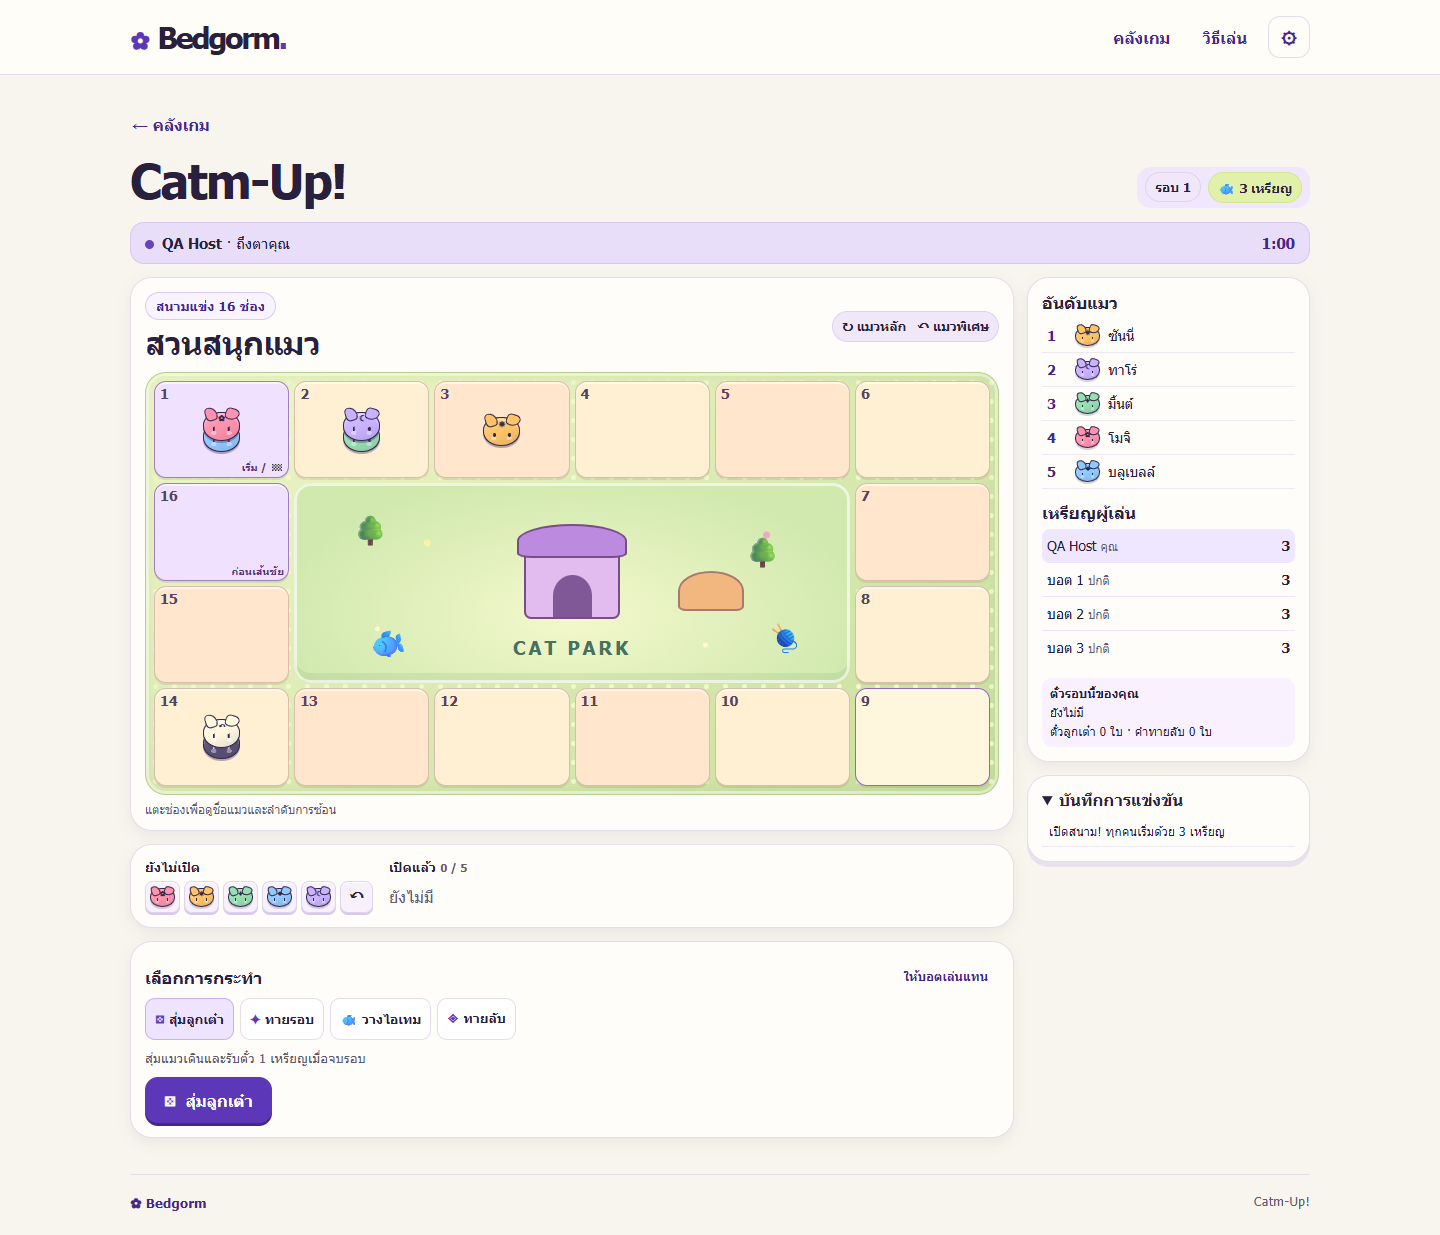 Bedgorm.
คลังเกม
วิธีเล่น
← คลังเกม
Catm-Up!
รอบ 1
3 เหรียญ
QA Host · ถึงตาคุณ
1:00
สนามแข่ง 16 ช่อง
สวนสนุกแมว
↻ แมวหลัก ↶ แมวพิเศษ
1
เริ่ม /
2
3
4
5
6
16
ก่อนเส้นชัย
7
15
8
CAT PARK
14
13
12
11
10
9
แตะช่องเพื่อดูชื่อแมวและลำดับการซ้อน
ยังไม่เปิด
เปิดแล้ว 0 / 5
ยังไม่มี
เลือกการกระทำ
ให้บอตเล่นแทน
สุ่มลูกเต๋า
ทายรอบ
วางไอเทม
ทายลับ
สุ่มแมวเดินและรับตั๋ว 1 เหรียญเมื่อจบรอบ
สุ่มลูกเต๋า
อันดับแมว
1 ซันนี่
2 ทาโร่
3 มิ้นต์
4 โมจิ
5 บลูเบลล์
เหรียญผู้เล่น
QA Host คุณ 3
บอต 1 ปกติ 3
บอต 2 ปกติ 3
บอต 3 ปกติ 3
ตั๋วรอบนี้ของคุณ
ยังไม่มี
ตั๋วลูกเต๋า 0 ใบ · คำทายลับ 0 ใบ
▼ บันทึกการแข่งขัน
เปิดสนาม! ทุกคนเริ่มด้วย 3 เหรียญ
Bedgorm
Catm-Up!